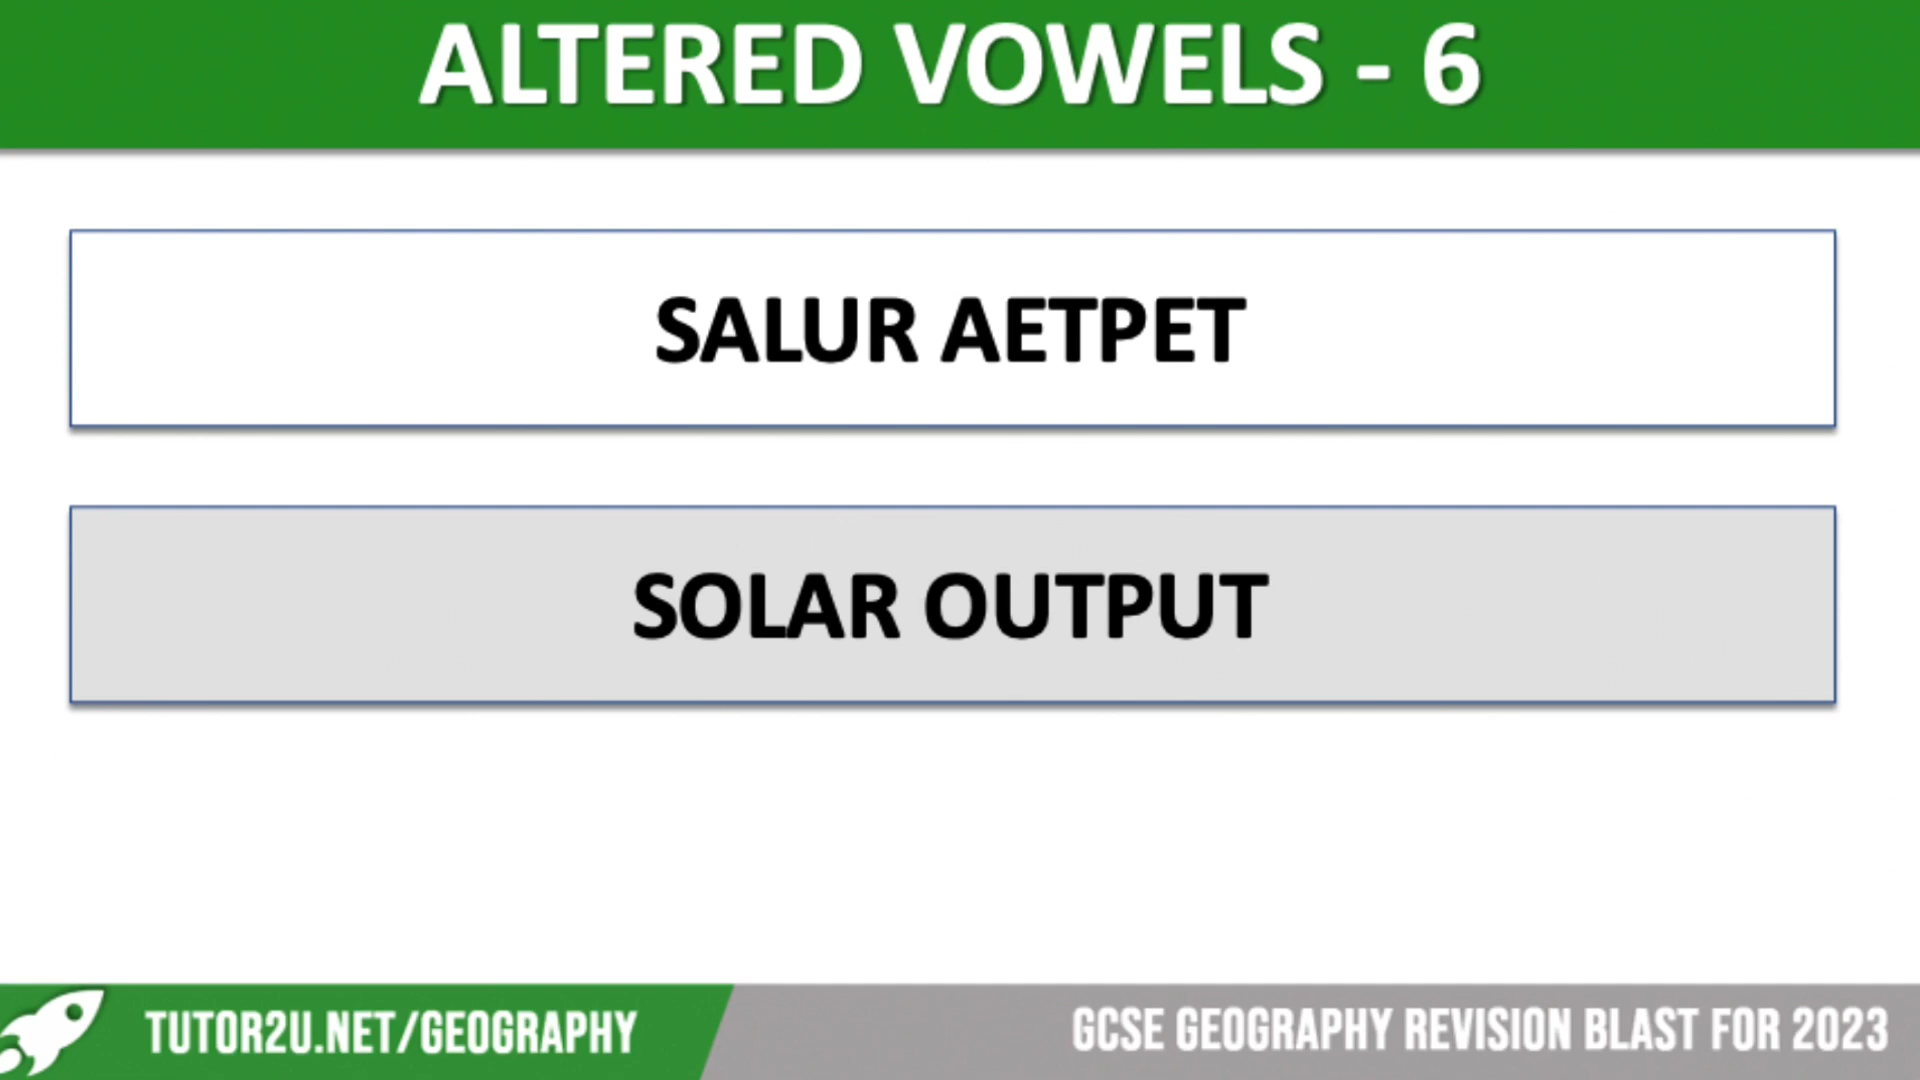 ALTERED VOWELS - 6
SALUR AETPET
SOLAR OUTPUT
TUTOR2U.NET/GEOGRAPHY
GCSE GEOGRAPHY REVISION BLAST FOR 2023